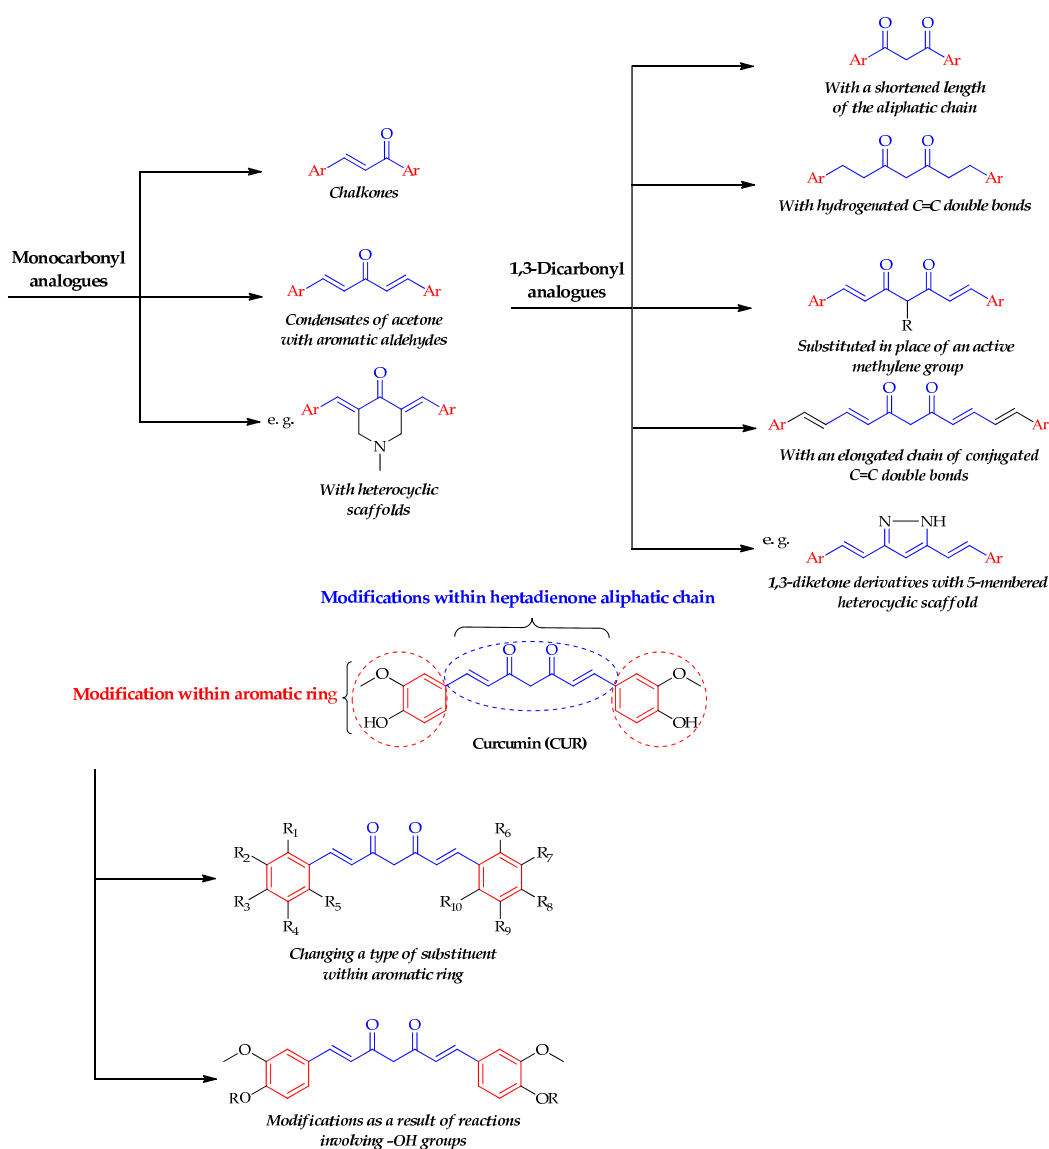 Monocarbonyl
analogues
O
Ar
Ar
Chalkones
O
Ar
Ar
Condensates of acetone
with aromatic aldehydes
e. g.
O
Ar
Ar
N
With heterocyclic
scaffolds
1,3-Dicarbonyl
analogues
O O
Ar Ar
With a shortened length
of the aliphatic chain
O O
Ar Ar
With hydrogenated C=C double bonds
O O
Ar Ar
R
Substituted in place of an active
methylene group
O O
Ar Ar
With an elongated chain of conjugated
C=C double bonds
e. g.
N NH
Ar Ar
1,3-diketone derivatives with 5-membered
heterocyclic scaffold
Modifications within heptadienone aliphatic chain
Modification within aromatic ring
O O
O O
HO OH
Curcumin (CUR)
O O
R1 R6
R2 R7
R3 R5 R10 R8
R4 R9
Changing a type of substituent
within aromatic ring
O O
O O
RO OR
Modifications as a result of reactions
involving –OH groups